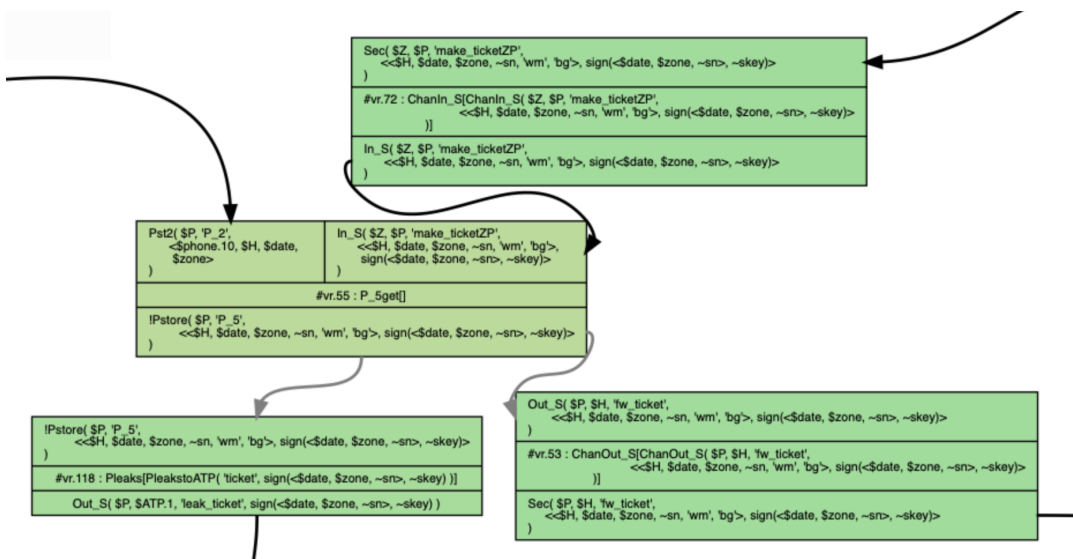 Sec( $Z, $P, 'make_ticketZP',
<<$H, $date, $zone, ~sn, 'wm', 'bg'>, sign(<$date, $zone, ~sn>, ~skey)>
)
#vr.72 : ChanIn_S[ChanIn_S( $Z, $P, 'make_ticketZP',
<<$H, $date, $zone, ~sn, 'wm', 'bg'>, sign(<$date, $zone, ~sn>, ~skey)>
)]
In_S( $Z, $P, 'make_ticketZP',
<<$H, $date, $zone, ~sn, 'wm', 'bg'>, sign(<$date, $zone, ~sn>, ~skey)>
)
Pst2( $P, 'P_2',
<$phone.10, $H, $date,
$zone>
)
In_S( $Z, $P, 'make_ticketZP',
<<$H, $date, $zone, ~sn, 'wm', 'bg'>,
sign(<$date, $zone, ~sn>, ~skey)>
)
#vr.55 : P_5get[]
!Pstore( $P, 'P_5',
<<$H, $date, $zone, ~sn, 'wm', 'bg'>, sign(<$date, $zone, ~sn>, ~skey)>
)
!Pstore( $P, 'P_5',
<<$H, $date, $zone, ~sn, 'wm', 'bg'>, sign(<$date, $zone, ~sn>, ~skey)>
)
#vr.118 : Pleaks[PleakstoATP( 'ticket', sign(<$date, $zone, ~sn>, ~skey) )]
Out_S( $P, $ATP.1, 'leak_ticket', sign(<$date, $zone, ~sn>, ~skey) )
Out_S( $P, $H, 'fw_ticket',
<<$H, $date, $zone, ~sn, 'wm', 'bg'>, sign(<$date, $zone, ~sn>, ~skey)>
)
#vr.53 : ChanOut_S[ChanOut_S( $P, $H, 'fw_ticket',
<<$H, $date, $zone, ~sn, 'wm', 'bg'>, sign(<$date, $zone, ~sn>, ~skey)>
)]
Sec( $P, $H, 'fw_ticket',
<<$H, $date, $zone, ~sn, 'wm', 'bg'>, sign(<$date, $zone, ~sn>, ~skey)>
)